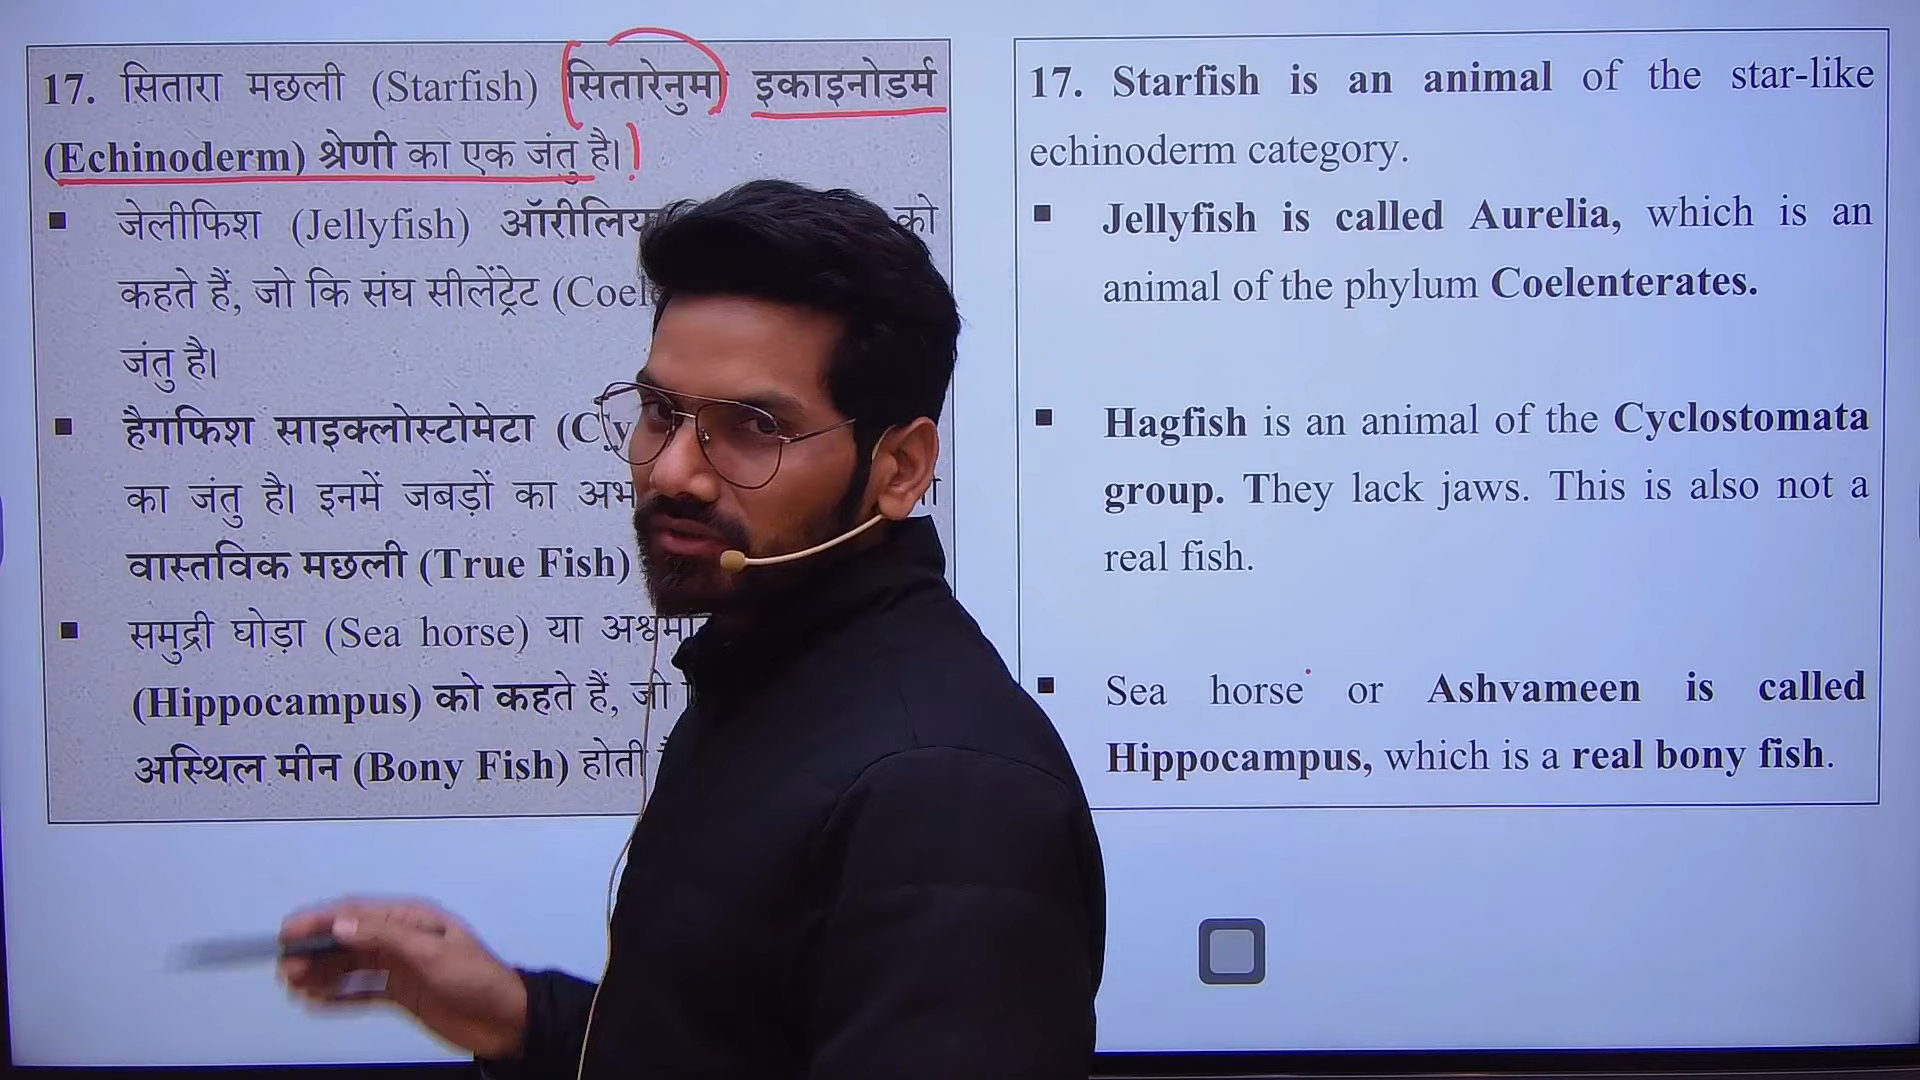 17. सितारा मछली (Starfish) सितारेनुमा इकाइनोडर्म
(Echinoderm) श्रेणी का एक जंतु है।
▪ जेलीफिश (Jellyfish) को
कहते हैं, जो कि संघ सीलेंट्रेट
जंतु है।
▪ हैगफिश साइक्लोस्टोमेटा
का जंतु है। इनमें जबड़ों का
वास्तविक मछली (True Fish)
▪ समुद्री घोड़ा (Sea horse) या
(Hippocampus) को कहते हैं, जो
अस्थिल मीन (Bony Fish) होती
17. Starfish is an animal of the star-like
echinoderm category.
▪ Jellyfish is called Aurelia, which is an
animal of the phylum Coelenterates.
▪ Hagfish is an animal of the Cyclostomata
group. They lack jaws. This is also not a
real fish.
▪ Sea horse or Ashvameen is called
Hippocampus, which is a real bony fish.